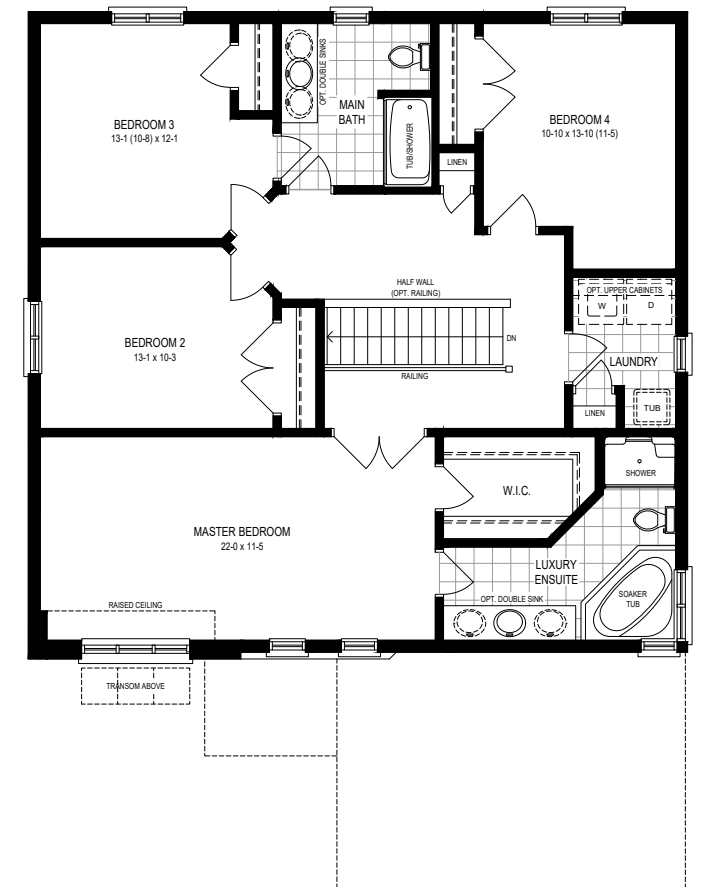 OPT. DOUBLE SINKS
MAIN
BATH
TUB/SHOWER
BEDROOM 3
13-1 (10-8) x 12-1
BEDROOM 4
10-10 x 13-10 (11-5)
LINEN
HALF WALL
(OPT. RAILING)
OPT. UPPER CABINETS
W
D
DN
BEDROOM 2
13-1 x 10-3
LAUNDRY
RAILING
LINEN
TUB
SHOWER
W.I.C.
MASTER BEDROOM
22-0 x 11-5
LUXURY
ENSUITE
OPT. DOUBLE SINK
SOAKER
TUB
RAISED CEILING
TRANSOM ABOVE